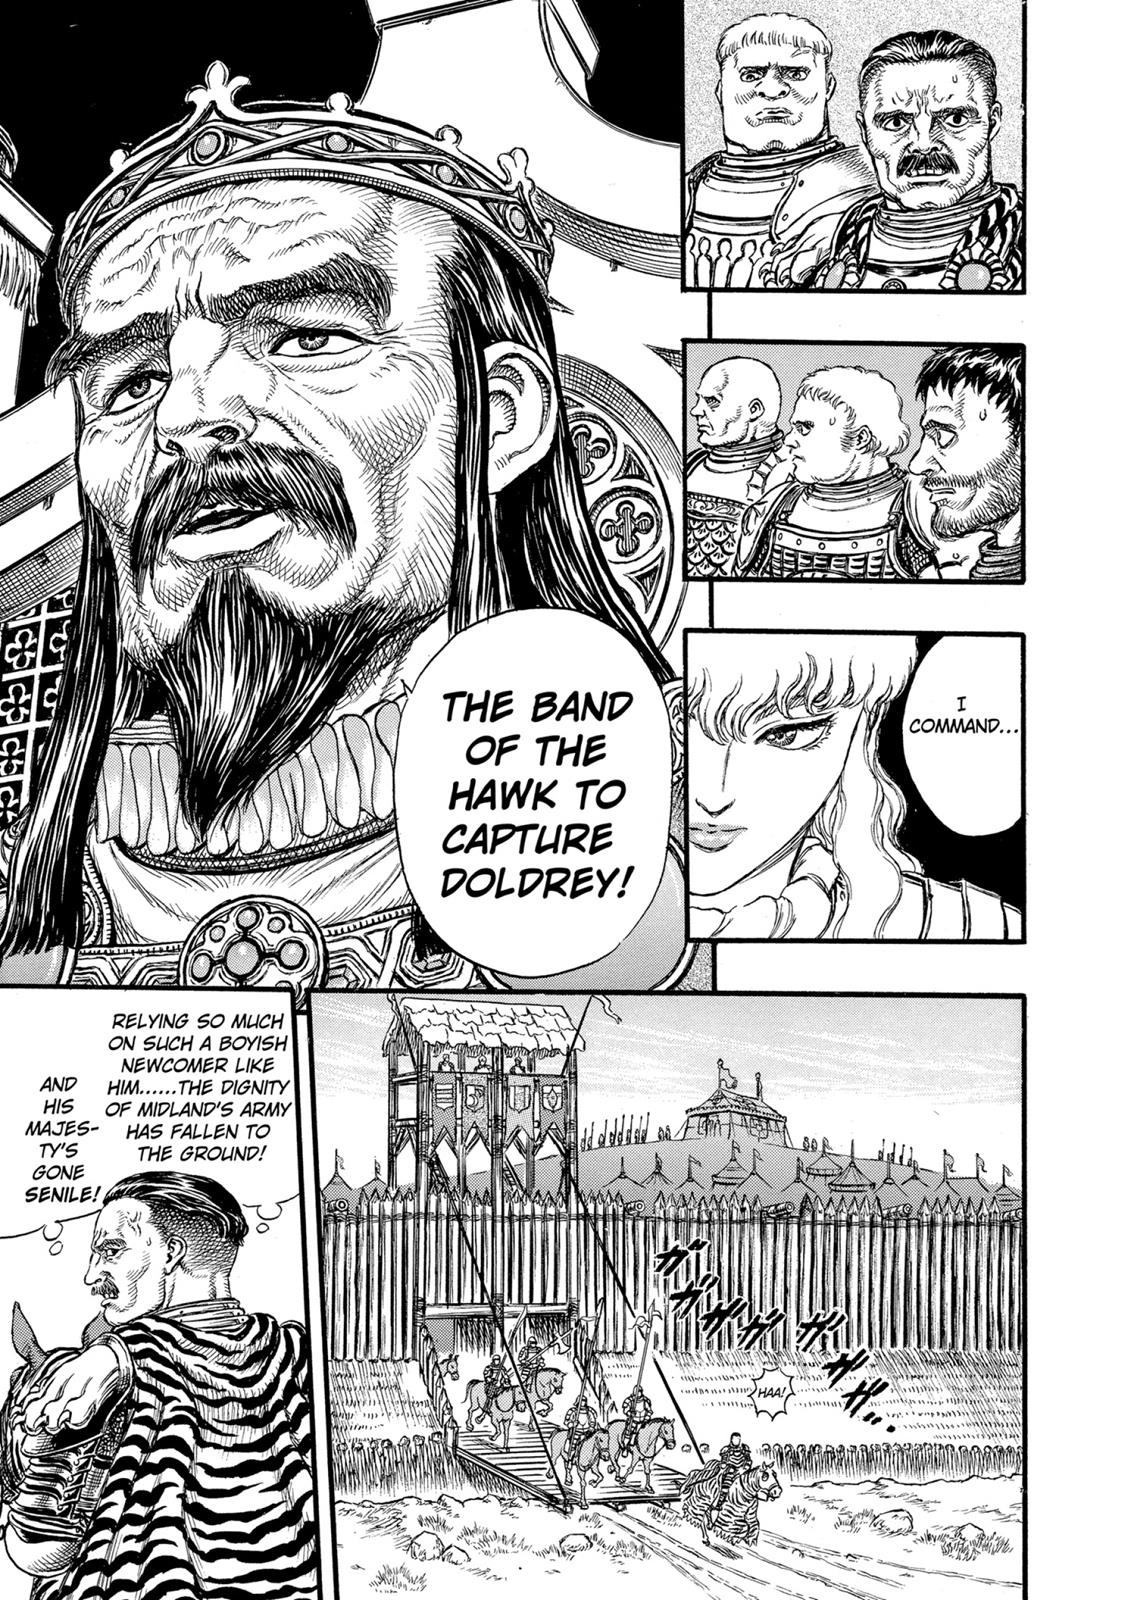 I
COMMAND...
THE BAND
OF THE
HAWK TO
CAPTURE
DOLDREY!
ガガガガガガガガ...
HAA!
RELYING SO MUCH
ON SUCH A BOYISH
NEWCOMER LIKE
HIM......THE DIGNITY
OF MIDLAND'S ARMY
HAS FALLEN TO
THE GROUND!
AND
HIS
MAJES-
TY'S
GONE
SENILE!